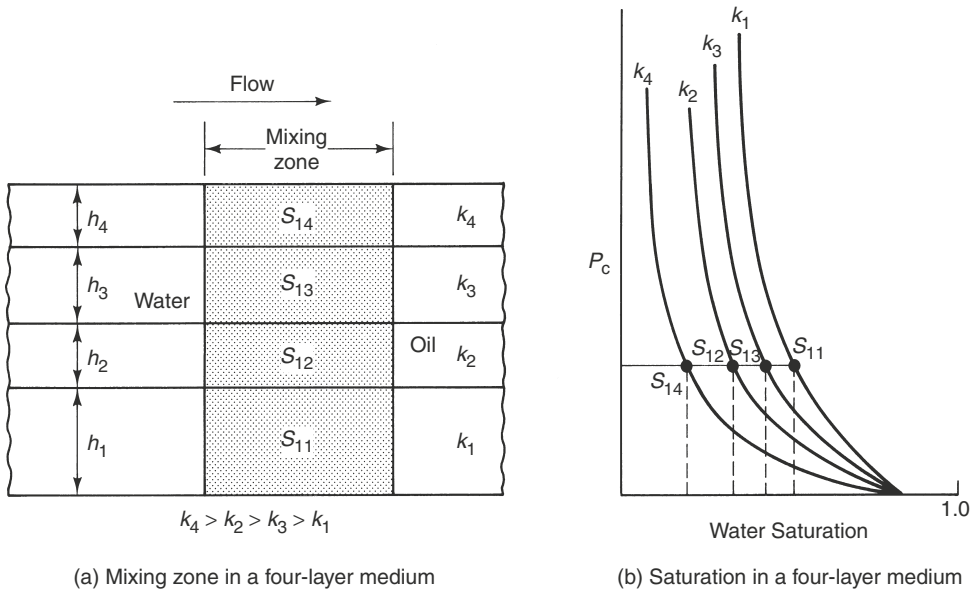 Flow
Mixing
zone
h₄
S₁₄
k₄
h₃
S₁₃
k₃
Water
h₂
S₁₂
Oil
k₂
h₁
S₁₁
k₁
k₄ > k₂ > k₃ > k₁
(a) Mixing zone in a four-layer medium
k₁
k₃
k₄
k₂
Pc
S₁₂
S₁₃
S₁₁
S₁₄
1.0
Water Saturation
(b) Saturation in a four-layer medium